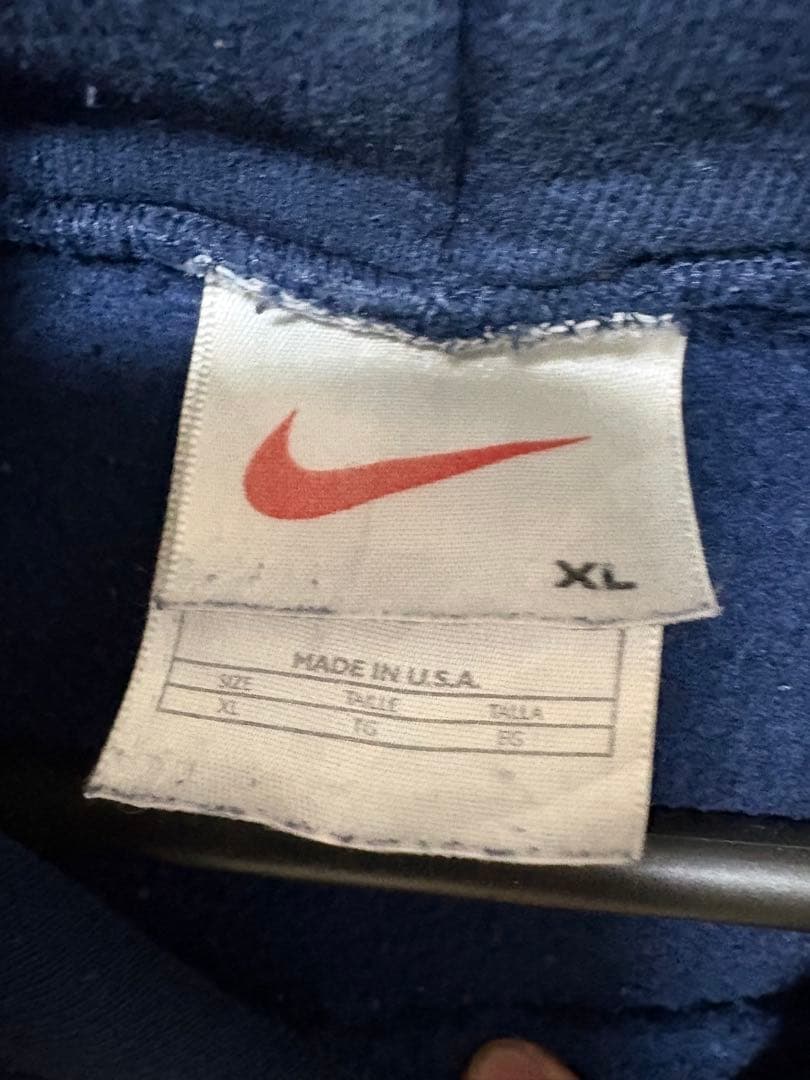 XL
MADE IN U.S.A.
SIZE TAILLE TALLA
XL TG EG